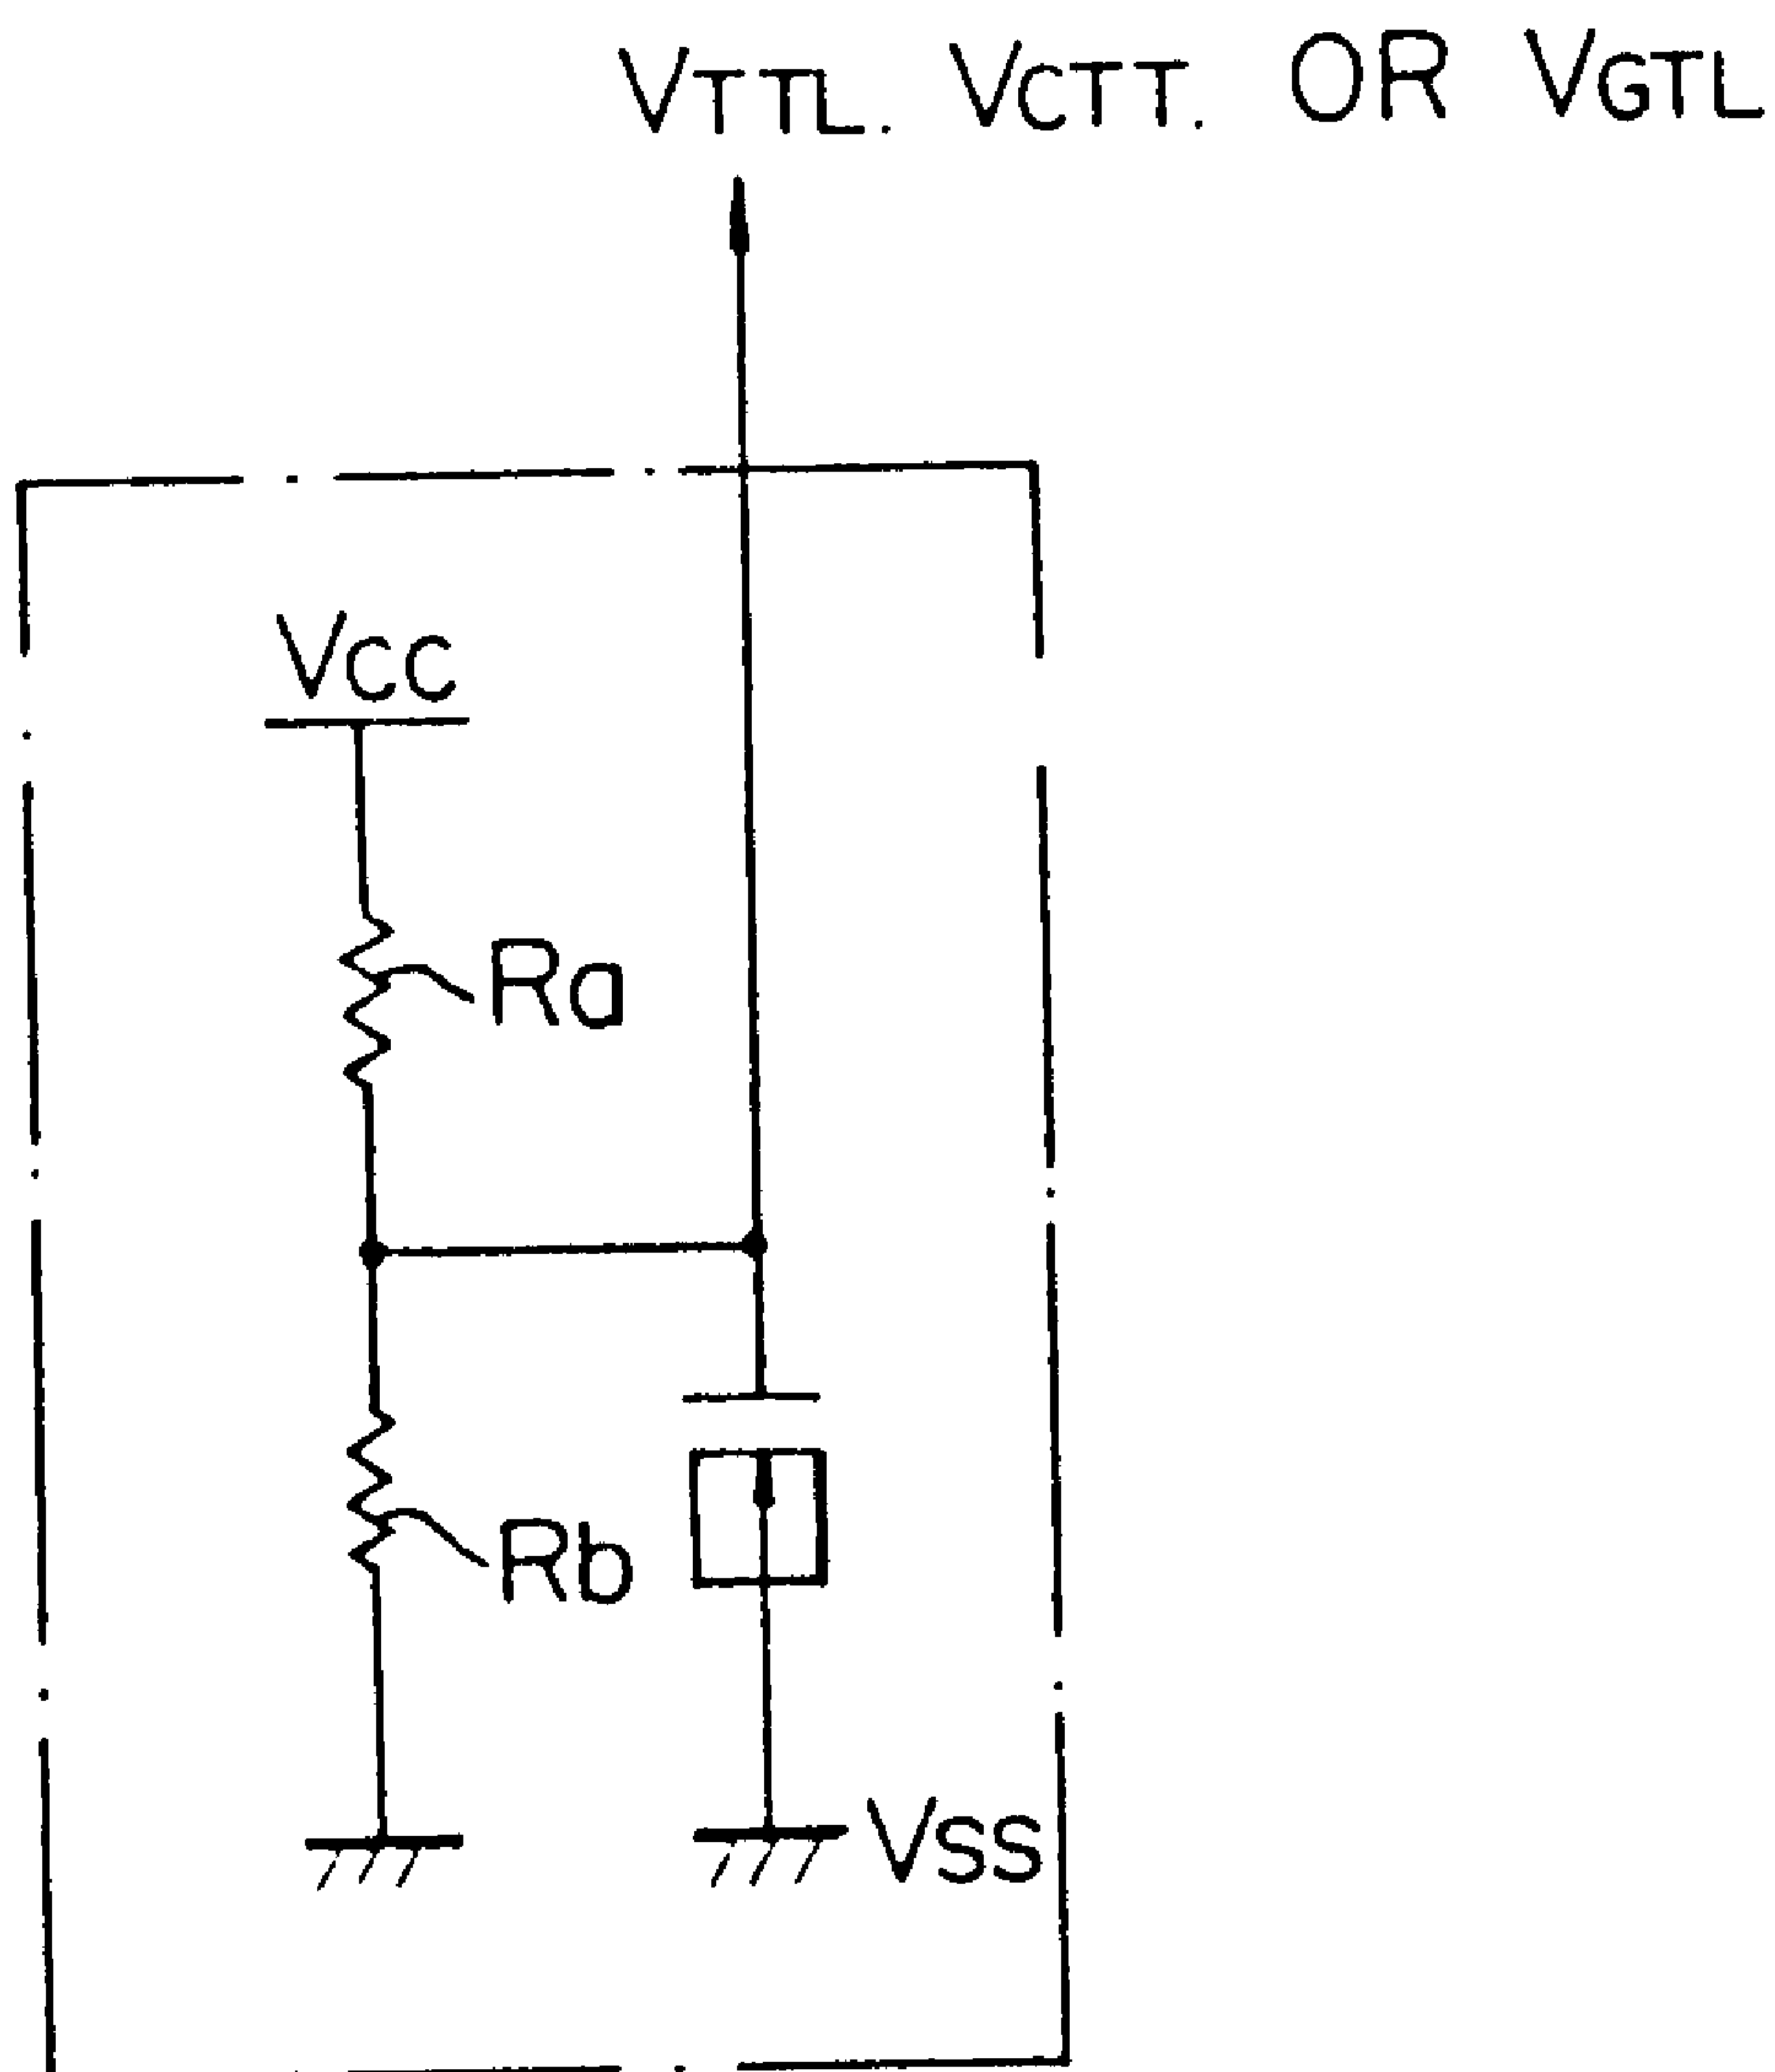 VTTL. VCTT. OR VGTL
VCC
Ra
Rb
VSS